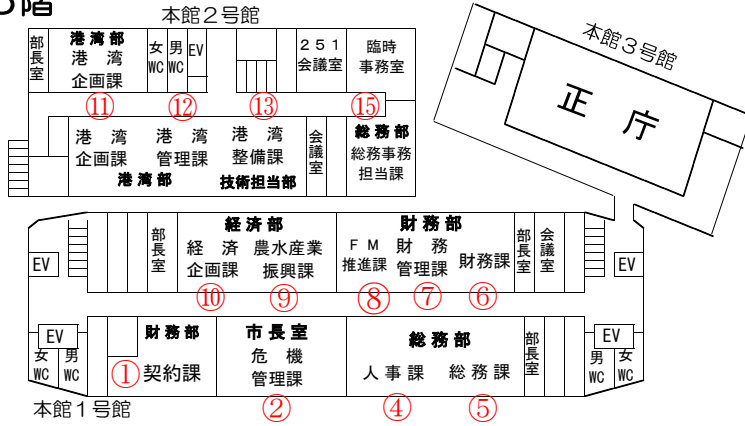 階
本館２号館
本館３号館
部長室
港湾部
港　湾
企画課
女WC
男WC
EV
２５１
会議室
臨時
事務室
⑪
⑫
⑬
⑮
正 庁
港　湾
企画課
港　湾
管理課
港　湾
整備課
港湾部
技術担当部
会議室
総務部
総務事務
担当課
部長室
経済部
経　済
企画課
農水産業
振興課
財務部
ＦＭ
推進課
財　務
管理課
財務課
部長室
会議室
EV
EV
⑩
⑨
⑧
⑦
⑥
EV
女WC
男WC
財務部
①
契約課
市長室
危　機
管理課
総務部
人事課
総務課
部長室
EV
男WC
女WC
②
④
⑤
本館１号館